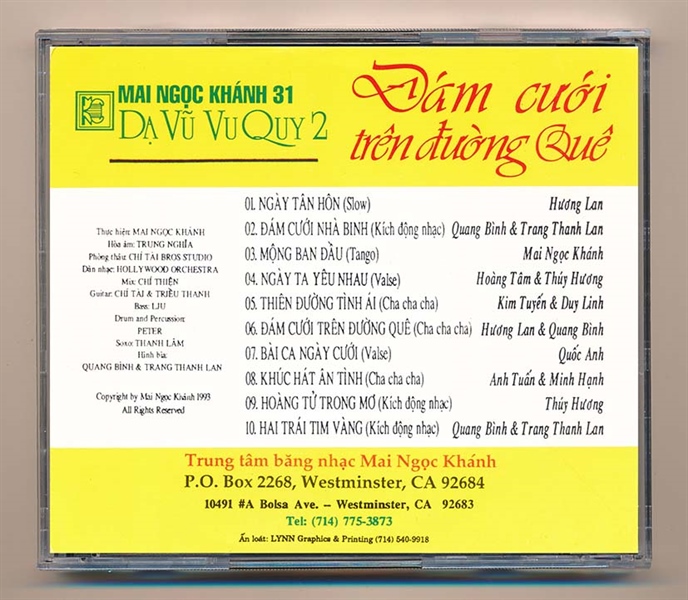 MAI NGỌC KHÁNH 31
DẠ VŨ VU QUY 2
Đám cưới
trên đường Quê
Thực hiện: MAI NGỌC KHÁNH
Hòa âm: TRUNG NGHĨA
Phòng thâu: CHÍ TÀI BROS STUDIO
Dàn nhạc: HOLLYWOOD ORCHESTRA
Mix: CHÍ THIỆN
Guitar: CHÍ TÀI & TRIỀU THANH
Bass: LJU
Drum and Percussion:
PETER
Saxo: THANH LÂM
Hình bìa:
QUANG BÌNH & TRANG THANH LAN
Copyright by Mai Ngọc Khánh 1993
All Rights Reserved
01. NGÀY TÂN HÔN (Slow) Hương Lan
02. ĐÁM CƯỚI NHÀ BINH (Kích động nhạc) Quang Bình & Trang Thanh Lan
03. MỘNG BAN ĐẦU (Tango) Mai Ngọc Khánh
04. NGÀY TA YÊU NHAU (Valse) Hoàng Tâm & Thúy Hương
05. THIÊN ĐƯỜNG TÌNH ÁI (Cha cha cha) Kim Tuyến & Duy Linh
06. ĐÁM CƯỚI TRÊN ĐƯỜNG QUÊ (Cha cha cha) Hương Lan & Quang Bình
07. BÀI CA NGÀY CƯỚI (Valse) Quốc Anh
08. KHÚC HÁT ÂN TÌNH (Cha cha cha) Anh Tuấn & Minh Hạnh
09. HOÀNG TỬ TRONG MƠ (Kích động nhạc) Thúy Hương
10. HAI TRÁI TIM VÀNG (Kích động nhạc) Quang Bình & Trang Thanh Lan
Trung tâm băng nhạc Mai Ngọc Khánh
P.O. Box 2268, Westminster, CA 92684
10491 #A Bolsa Ave. -- Westminster, CA 92683
Tel: (714) 775-3873
Ấn loát: LYNN Graphics & Printing (714) 540-9918